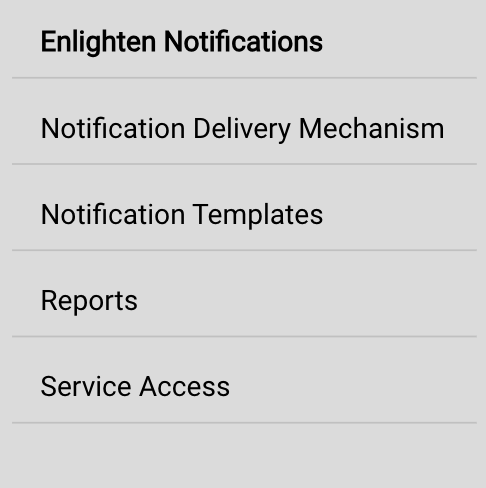 Enlighten Notifications
Notification Delivery Mechanism
Notification Templates
Reports
Service Access